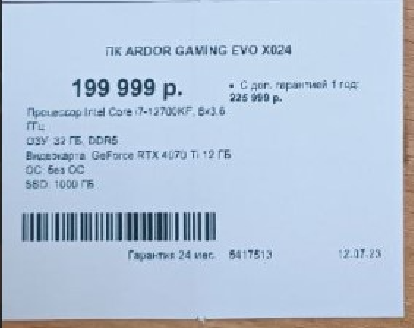 ПК ARDOR GAMING EVO X024
199 999 р.
• С доп. гарантией 1 год:
225 999 р.
Процессор Intel Core i7-12700KF, 8x3.6
ГГц
ОЗУ: 32 ГБ, DDR5
Видеокарта: GeForce RTX 4070 Ti 12 ГБ
ОС: без ОС
SSD: 1000 ГБ
Гарантия 24 мес. 5417513 12.07.23